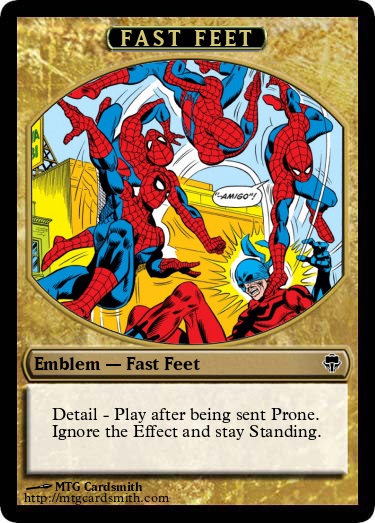 FAST FEET
"-AMIGO"!
Emblem — Fast Feet
Detail - Play after being sent Prone.
Ignore the Effect and stay Standing.
MTG Cardsmith
http://mtgcardsmith.com